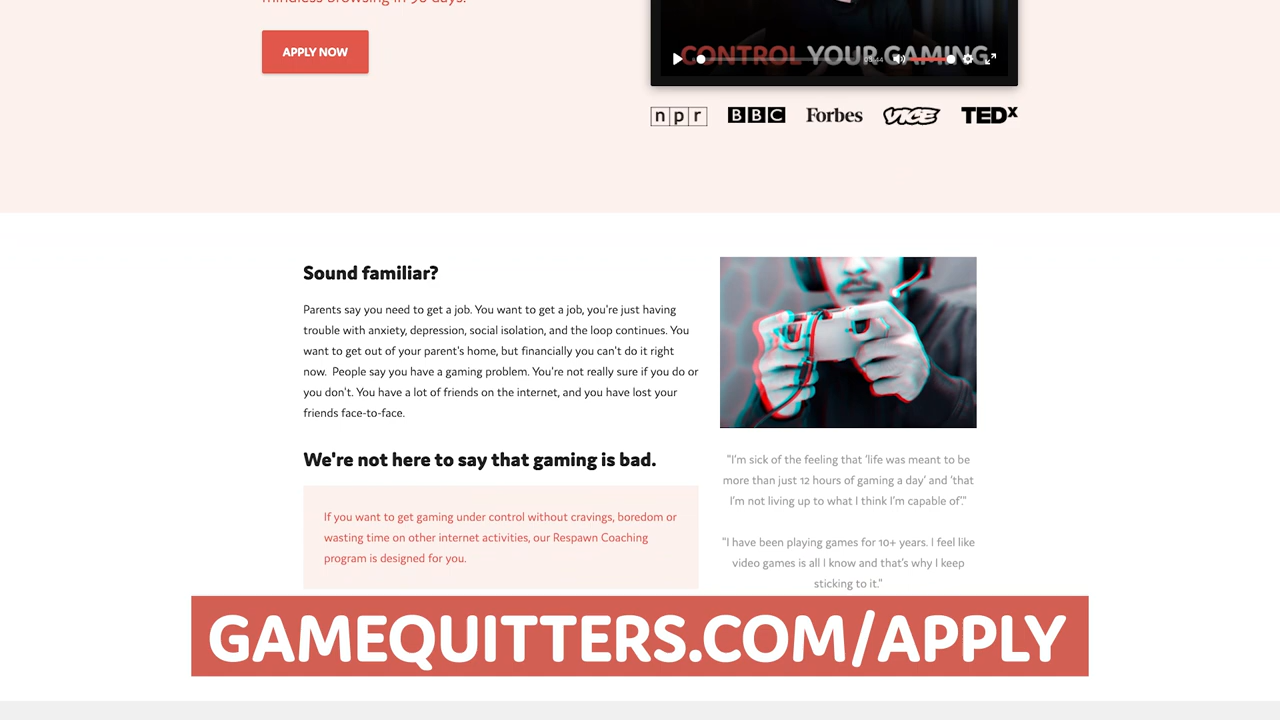 mindless browsing in 90 days.
APPLY NOW
CONTROL YOUR GAMING
03:44
npr
BBC
Forbes
VICE
TEDx
Sound familiar?
Parents say you need to get a job. You want to get a job, you're just having
trouble with anxiety, depression, social isolation, and the loop continues. You
want to get out of your parent's home, but financially you can't do it right
now. People say you have a gaming problem. You're not really sure if you do or
you don't. You have a lot of friends on the internet, and you have lost your
friends face-to-face.
We're not here to say that gaming is bad.
If you want to get gaming under control without cravings, boredom or
wasting time on other internet activities, our Respawn Coaching
program is designed for you.
"I'm sick of the feeling that 'life was meant to be
more than just 12 hours of gaming a day' and 'that
I'm not living up to what I think I'm capable of'."
"I have been playing games for 10+ years. I feel like
video games is all I know and that's why I keep
sticking to it."
GAMEQUITTERS.COM/APPLY